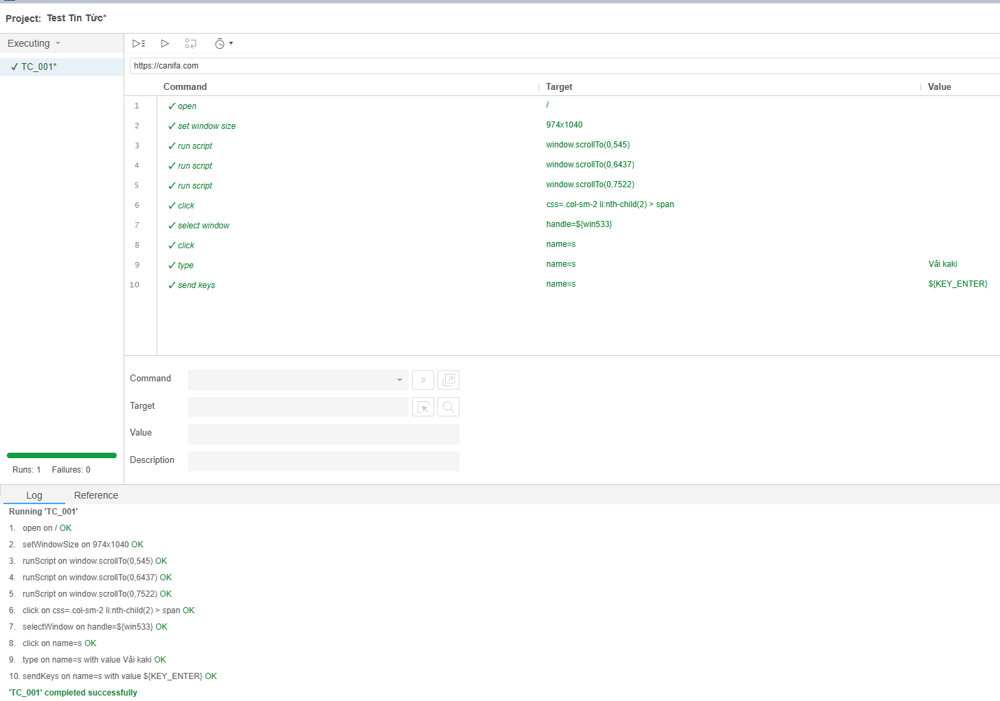 Project: Test Tin Tức*
Executing
✓ TC_001*
https://canifa.com
Command Target Value
1 ✓ open /
2 ✓ set window size 974x1040
3 ✓ run script window.scrollTo(0,545)
4 ✓ run script window.scrollTo(0,6437)
5 ✓ run script window.scrollTo(0,7522)
6 ✓ click css=.col-sm-2 li:nth-child(2) > span
7 ✓ select window handle=${win533}
8 ✓ click name=s
9 ✓ type name=s Vải kaki
10 ✓ send keys name=s ${KEY_ENTER}
Command //
Target
Value
Description
Runs: 1 Failures: 0
Log Reference
Running 'TC_001'
1. open on / OK
2. setWindowSize on 974x1040 OK
3. runScript on window.scrollTo(0,545) OK
4. runScript on window.scrollTo(0,6437) OK
5. runScript on window.scrollTo(0,7522) OK
6. click on css=.col-sm-2 li:nth-child(2) > span OK
7. selectWindow on handle=${win533} OK
8. click on name=s OK
9. type on name=s with value Vải kaki OK
10. sendKeys on name=s with value ${KEY_ENTER} OK
'TC_001' completed successfully